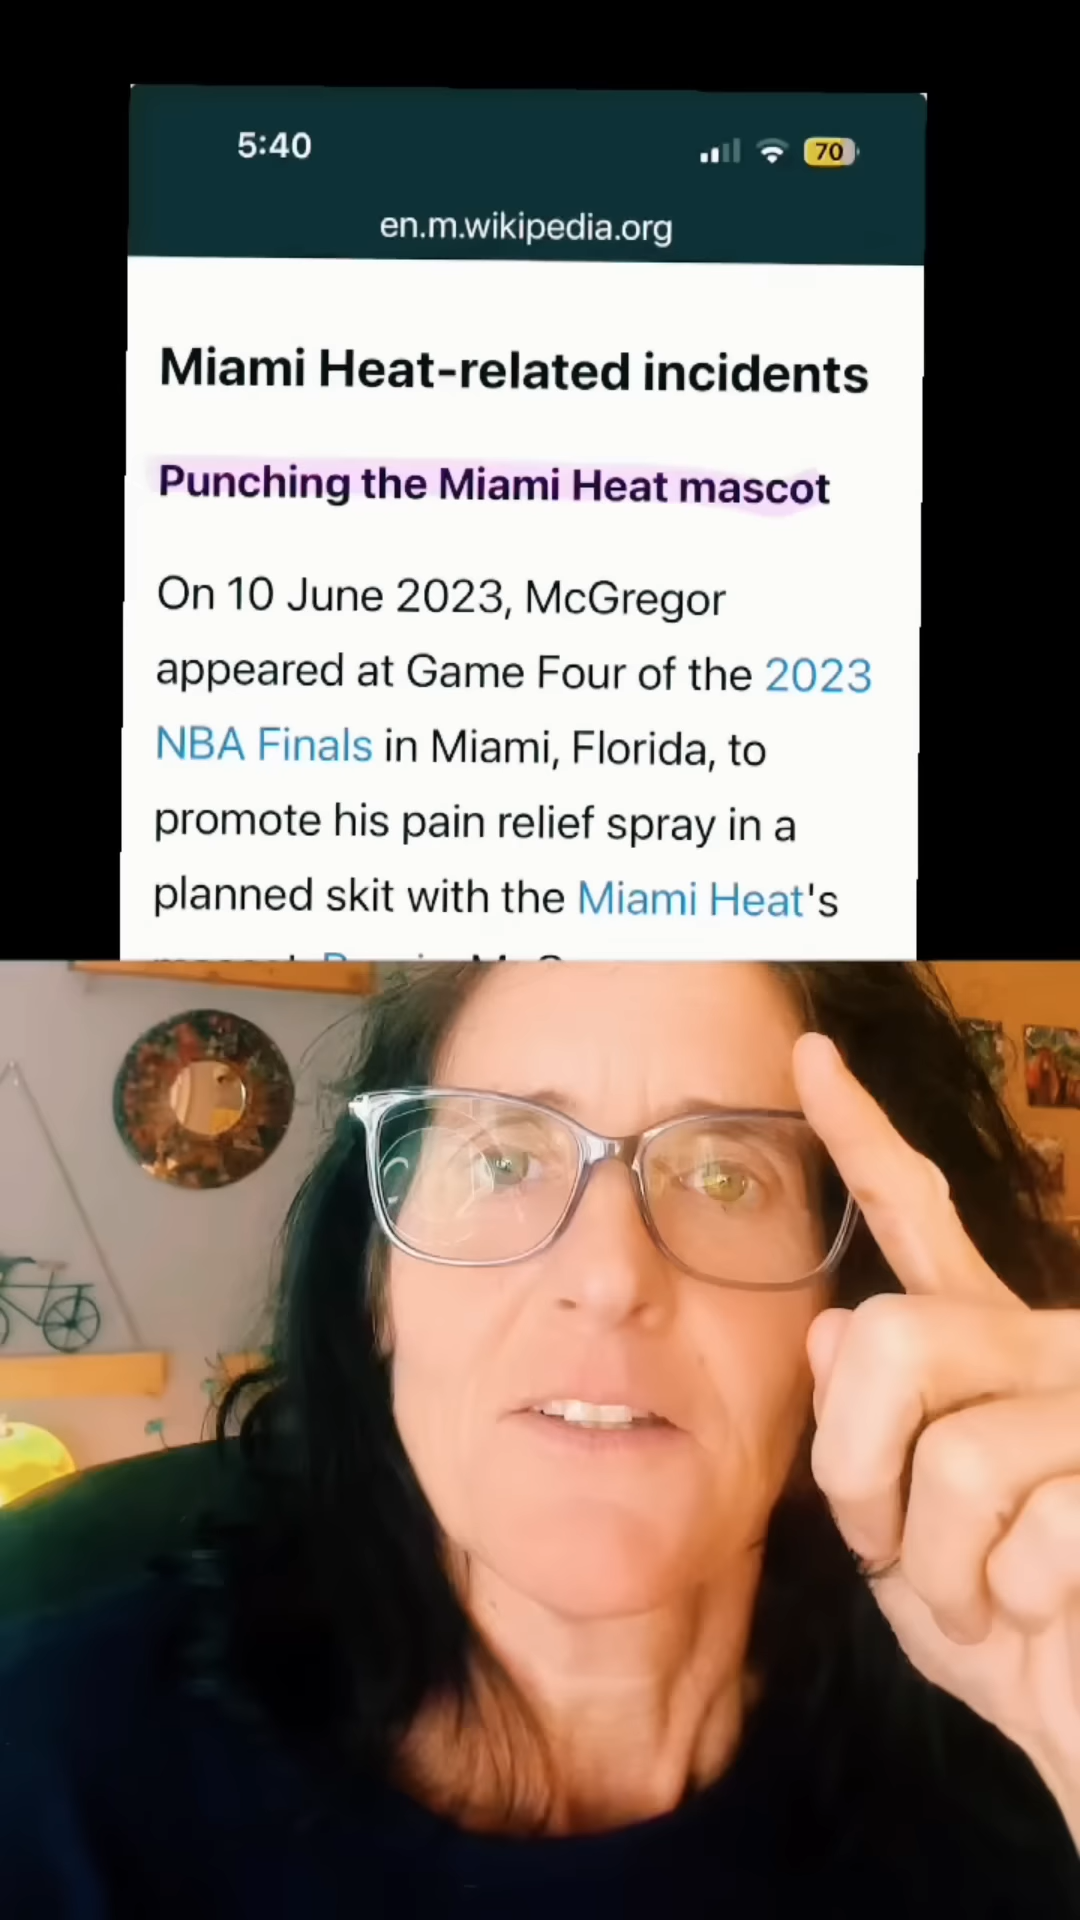 5:40
70
en.m.wikipedia.org
Miami Heat-related incidents
Punching the Miami Heat mascot
On 10 June 2023, McGregor
appeared at Game Four of the 2023
NBA Finals in Miami, Florida, to
promote his pain relief spray in a
planned skit with the Miami Heat's